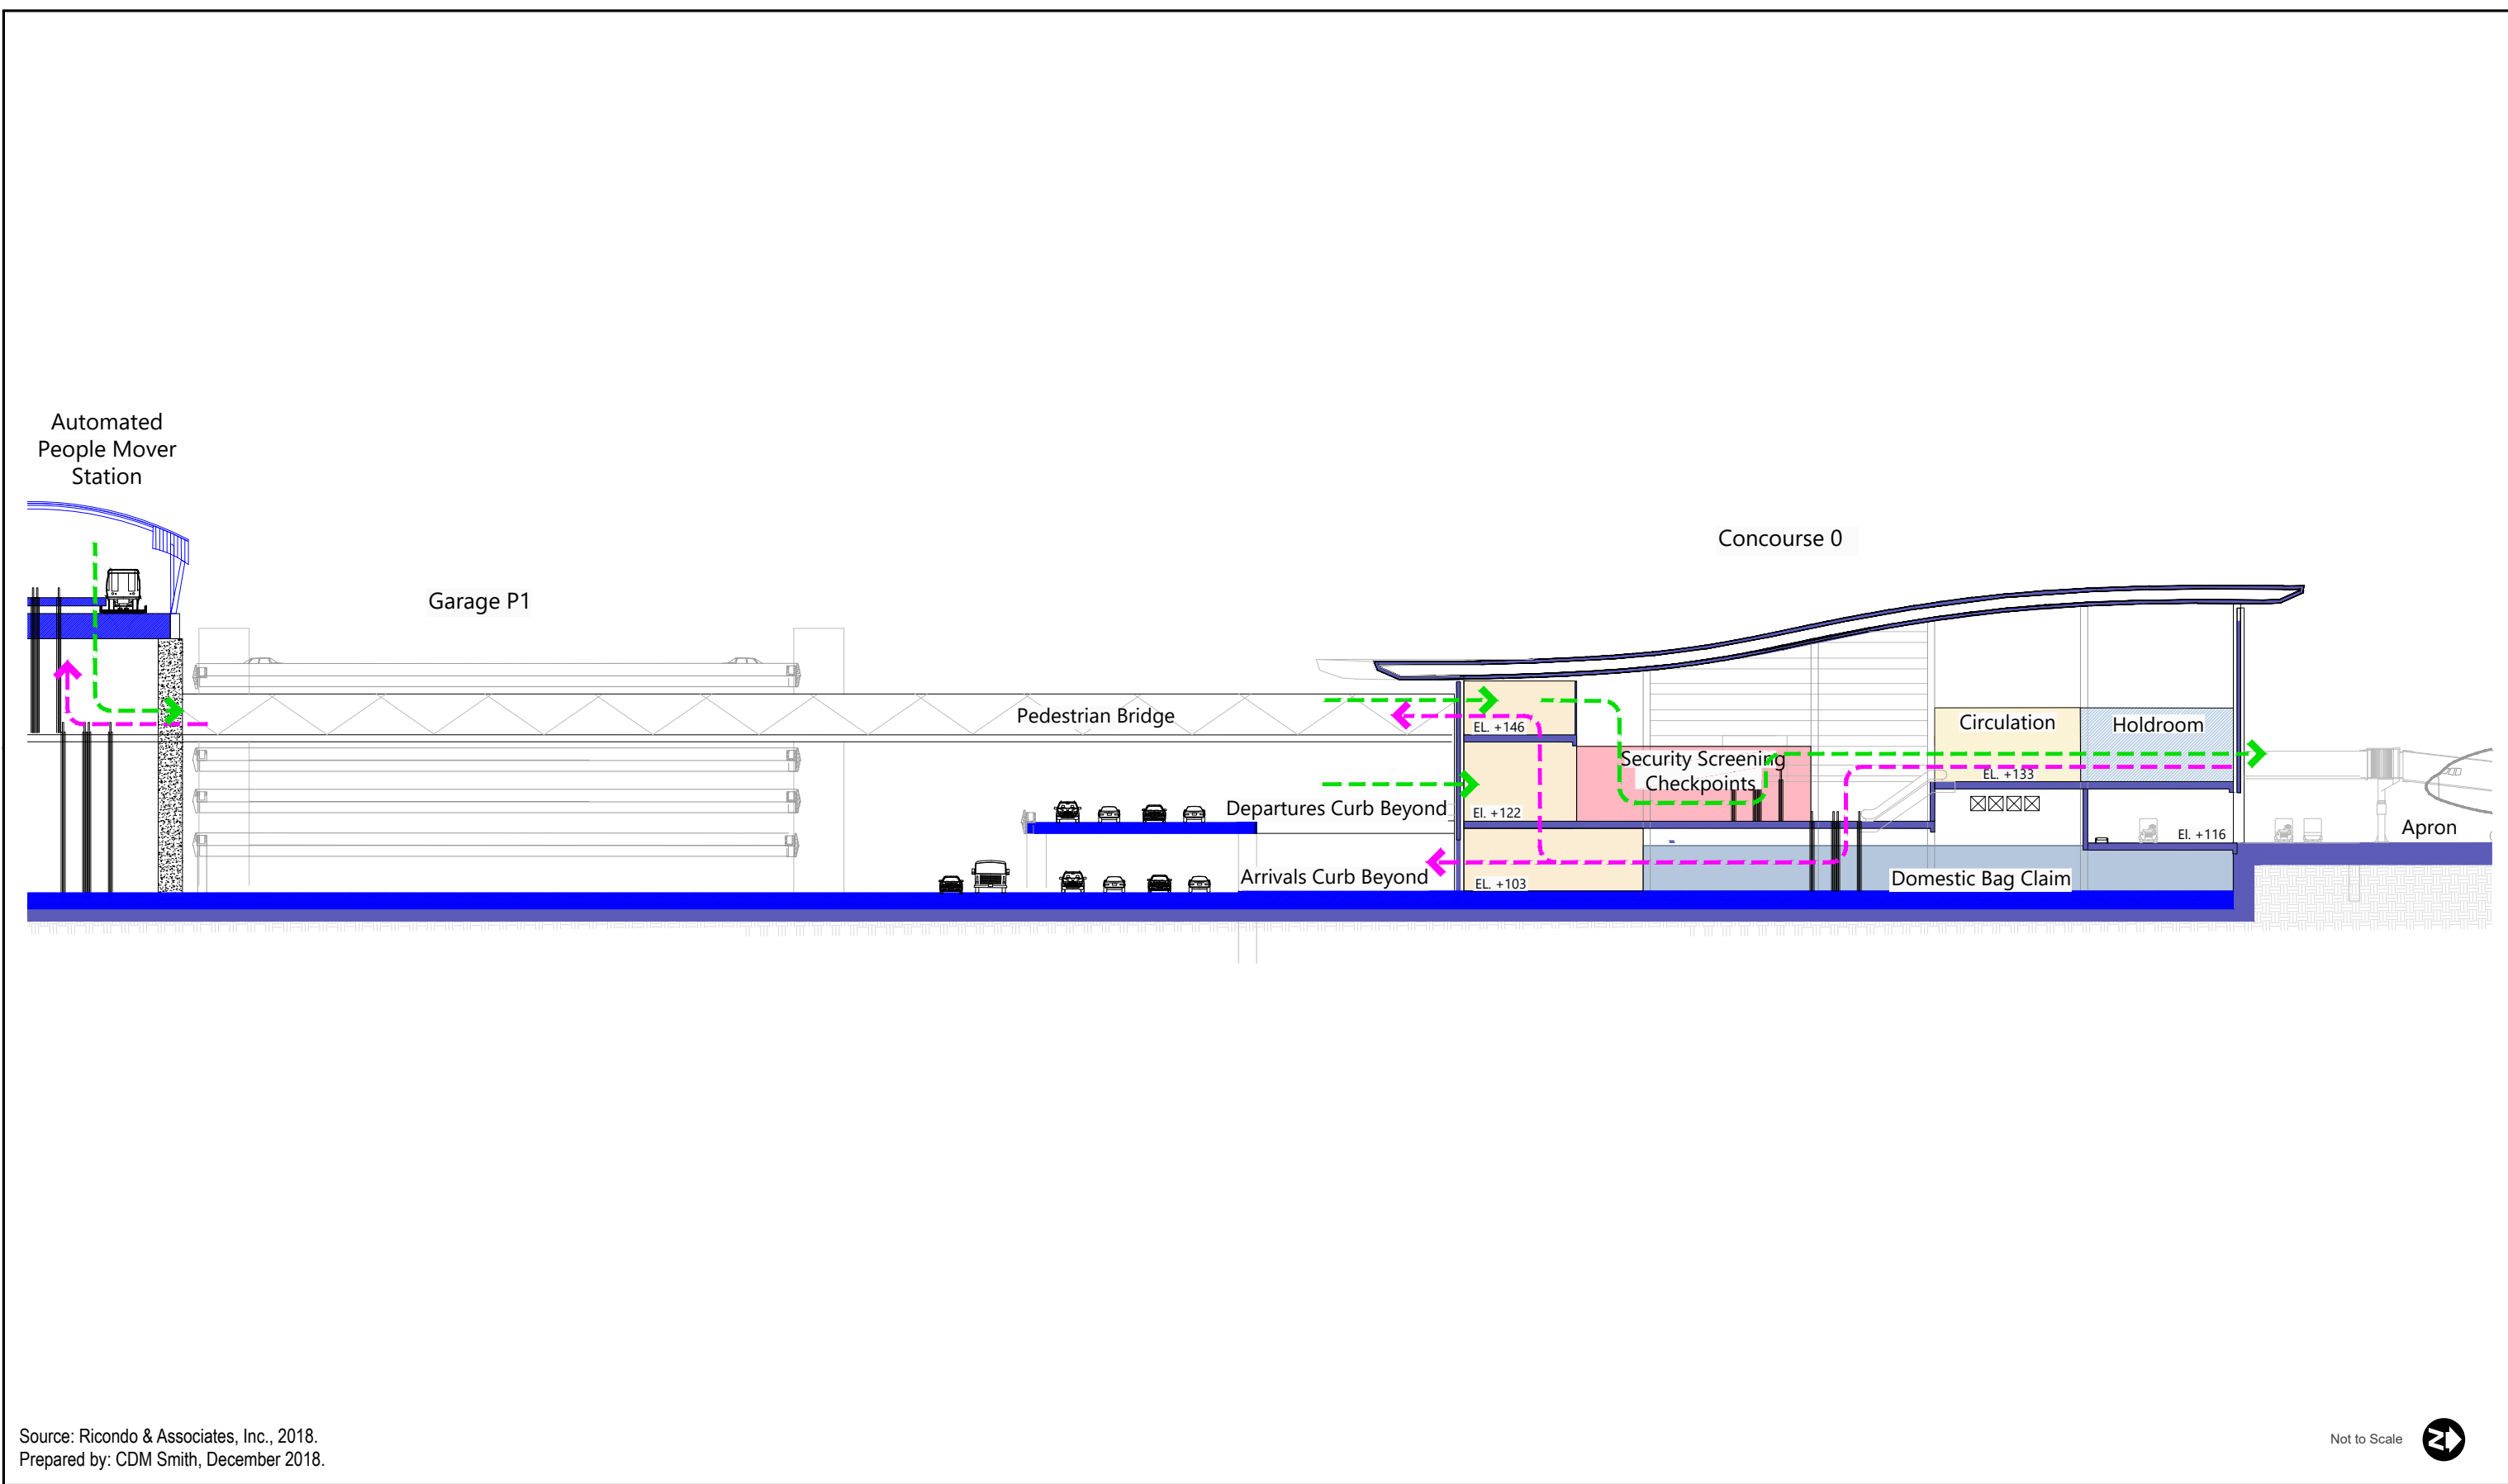 Automated
People Mover
Station
Concourse 0
Garage P1
Pedestrian Bridge
EL. +146
Circulation
Holdroom
Security Screening
Checkpoints
EL. +133
Departures Curb Beyond
El. +122
El. +116
Apron
Arrivals Curb Beyond
EL. +103
Domestic Bag Claim
Source: Ricondo & Associates, Inc., 2018.
Prepared by: CDM Smith, December 2018.
Not to Scale
N